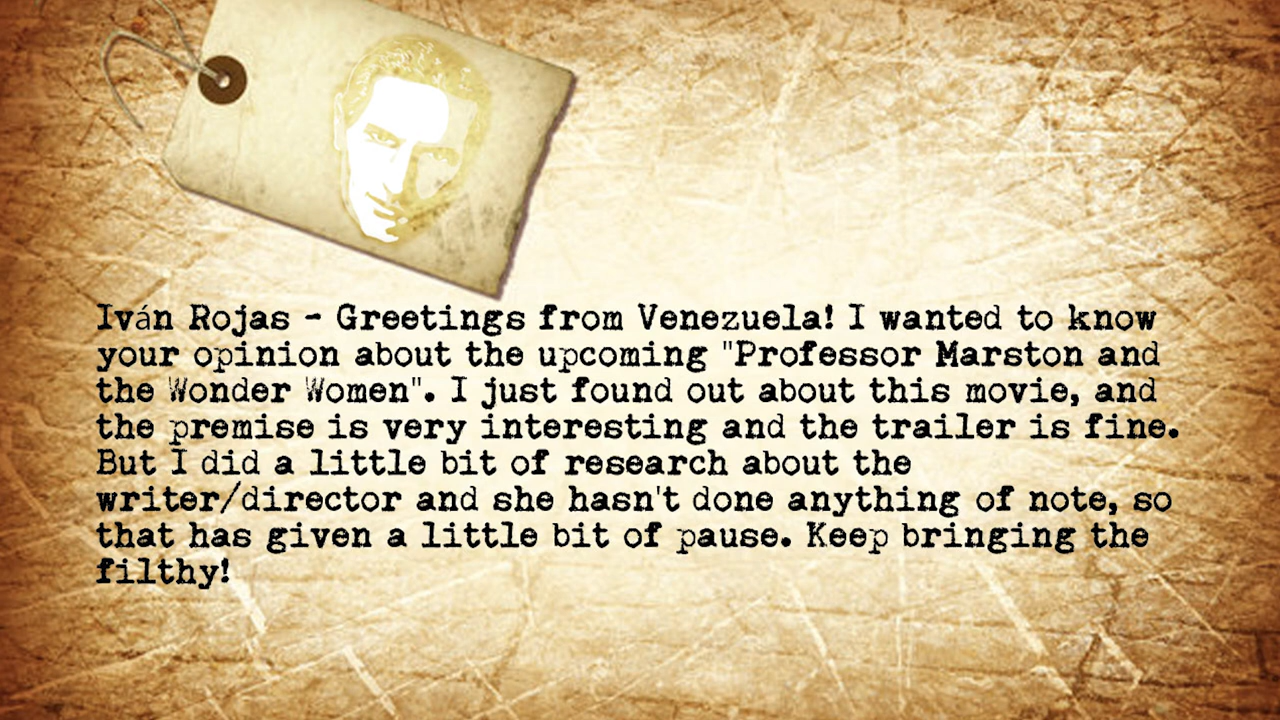 Iván Rojas - Greetings from Venezuela! I wanted to know
your opinion about the upcoming "Professor Marston and
the Wonder Women". I just found out about this movie, and
the premise is very interesting and the trailer is fine.
But I did a little bit of research about the
writer/director and she hasn't done anything of note, so
that has given a little bit of pause. Keep bringing the
filthy!